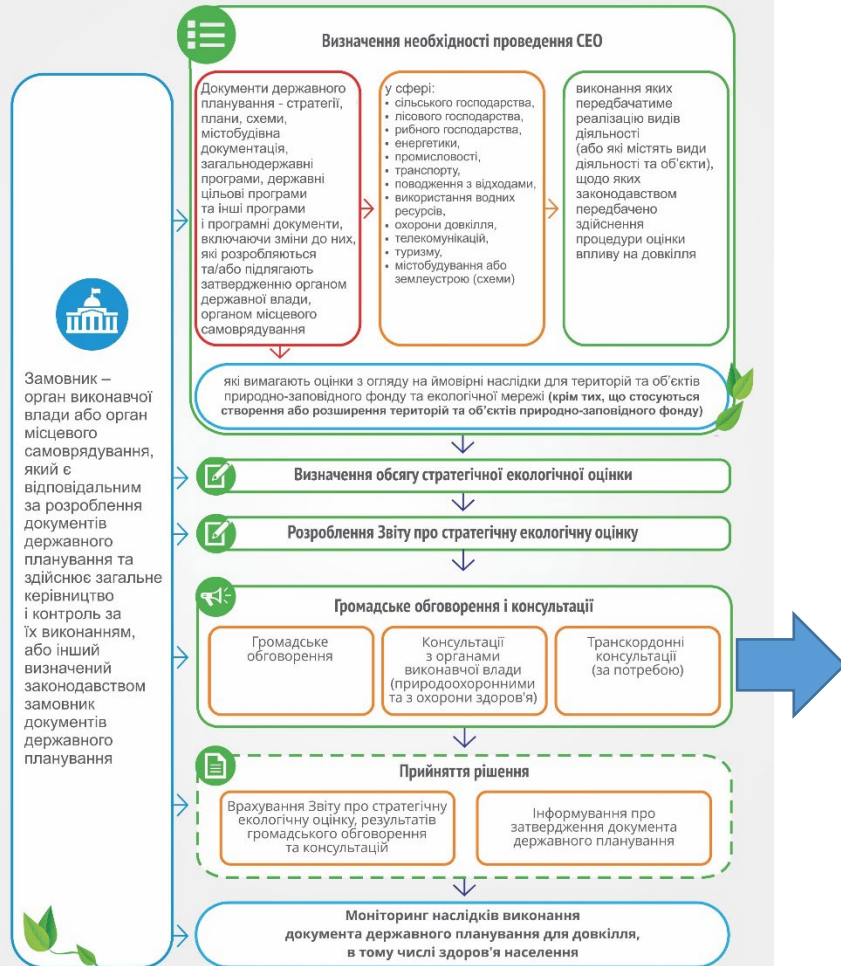 Визначення необхідності проведення СЕО
Документи державного
планування - стратегії,
плани, схеми,
містобудівна
документація,
загальнодержавні
програми, державні
цільові програми
та інші програми
і програмні документи,
включаючи зміни до них,
які розробляються
та/або підлягають
затвердженню органом
державної влади,
органом місцевого
самоврядування
у сфері:
• сільського господарства,
• лісового господарства,
• рибного господарства,
• енергетики,
• промисловості,
• транспорту,
• поводження з відходами,
• використання водних
ресурсів,
• охорони довкілля,
• телекомунікацій,
• туризму,
• містобудування або
землеустрою (схеми)
виконання яких
передбачатиме
реалізацію видів
діяльності
(або які містять види
діяльності та об'єкти),
щодо яких
законодавством
передбачено
здійснення
процедури оцінки
впливу на довкілля
які вимагають оцінки з огляду на ймовірні наслідки для територій та об'єктів
природно-заповідного фонду та екологічної мережі (крім тих, що стосуються
створення або розширення територій та об'єктів природно-заповідного фонду)
Замовник –
орган виконавчої
влади або орган
місцевого
самоврядування,
який є
відповідальним
за розроблення
документів
державного
планування та
здійснює загальне
керівництво
і контроль за
їх виконанням,
або інший
визначений
законодавством
замовник
документів
державного
планування
Визначення обсягу стратегічної екологічної оцінки
Розроблення Звіту про стратегічну екологічну оцінку
Громадське обговорення і консультації
Громадське
обговорення
Консультації
з органами
виконавчої влади
(природоохоронними
та з охорони здоров'я)
Транскордонні
консультації
(за потребою)
Прийняття рішення
Врахування Звіту про стратегічну
екологічну оцінку, результатів
громадського обговорення
та консультацій
Інформування про
затвердження документа
державного планування
Моніторинг наслідків виконання
документа державного планування для довкілля,
в тому числі здоров'я населення